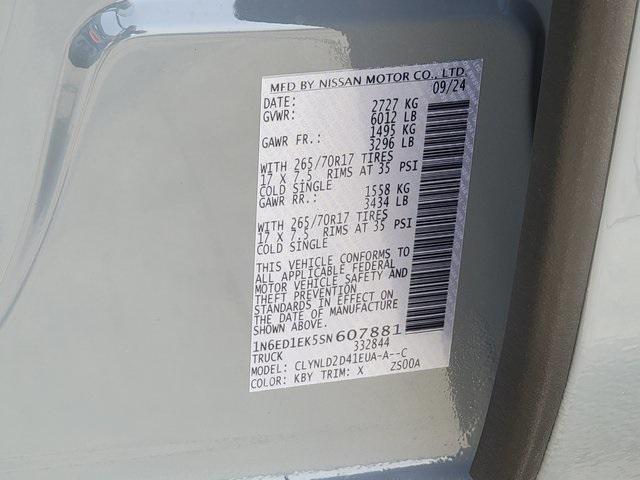 MFD BY NISSAN MOTOR CO., LTD.
DATE: 09/24
GVWR: 2727 KG
6012 LB
GAWR FR.: 1495 KG
3296 LB
WITH 265/70R17 TIRES
17 X 7.5 RIMS AT 35 PSI
COLD SINGLE
GAWR RR.: 1558 KG
3434 LB
WITH 265/70R17 TIRES
17 X 7.5 RIMS AT 35 PSI
COLD SINGLE
THIS VEHICLE CONFORMS TO
ALL APPLICABLE FEDERAL
MOTOR VEHICLE SAFETY AND
THEFT PREVENTION
STANDARDS IN EFFECT ON
THE DATE OF MANUFACTURE
SHOWN ABOVE.
1N6ED1EK5SN607881
TRUCK 332844
MODEL: CLYNLD2D41EUA-A--C
COLOR: KBY TRIM: X ZS00A